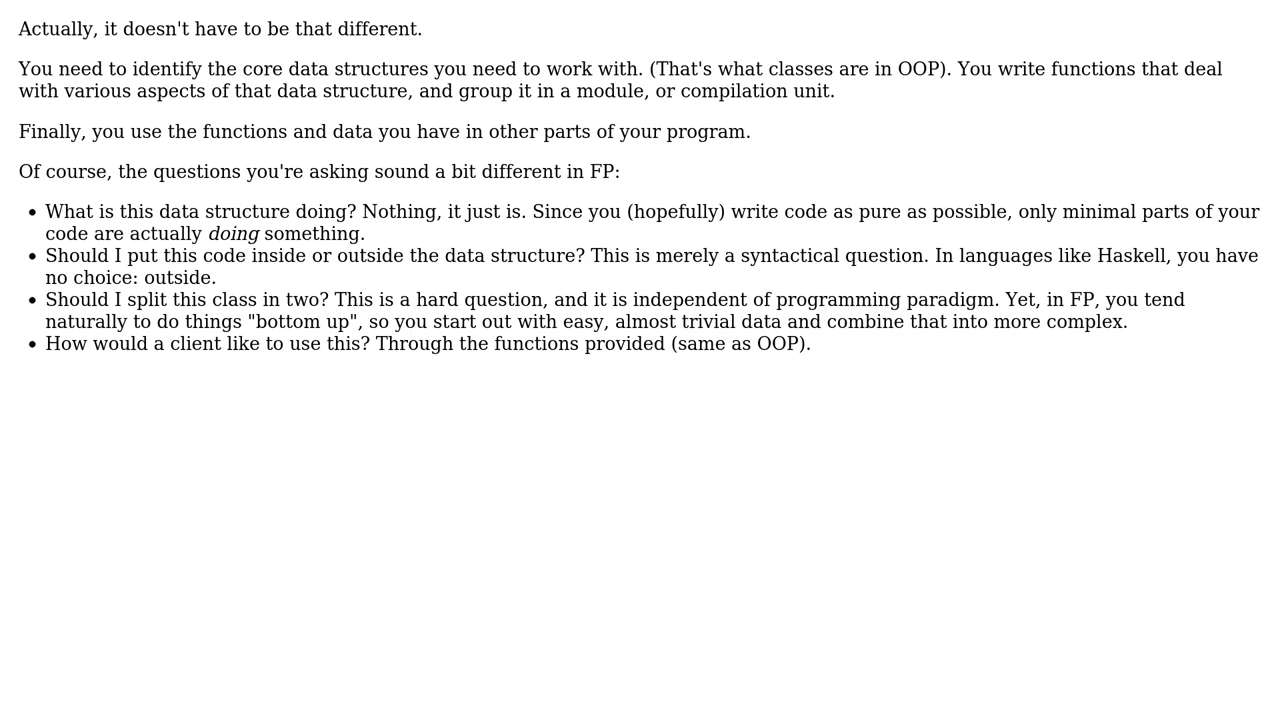 Actually, it doesn't have to be that different.
You need to identify the core data structures you need to work with. (That's what classes are in OOP). You write functions that deal
with various aspects of that data structure, and group it in a module, or compilation unit.
Finally, you use the functions and data you have in other parts of your program.
Of course, the questions you're asking sound a bit different in FP:
• What is this data structure doing? Nothing, it just is. Since you (hopefully) write code as pure as possible, only minimal parts of your
code are actually doing something.
• Should I put this code inside or outside the data structure? This is merely a syntactical question. In languages like Haskell, you have
no choice: outside.
• Should I split this class in two? This is a hard question, and it is independent of programming paradigm. Yet, in FP, you tend
naturally to do things "bottom up", so you start out with easy, almost trivial data and combine that into more complex.
• How would a client like to use this? Through the functions provided (same as OOP).